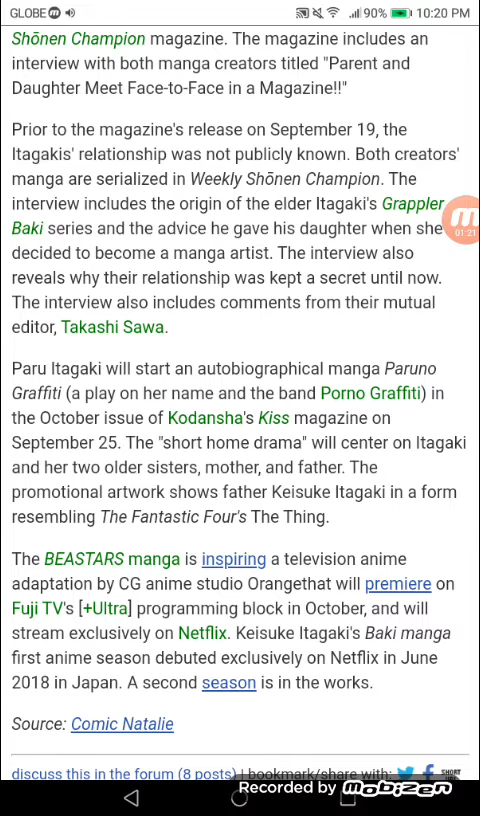 GLOBE 90% 10:20 PM
Shōnen Champion magazine. The magazine includes an
interview with both manga creators titled "Parent and
Daughter Meet Face-to-Face in a Magazine!!"
Prior to the magazine's release on September 19, the
Itagakis' relationship was not publicly known. Both creators'
manga are serialized in Weekly Shōnen Champion. The
interview includes the origin of the elder Itagaki's Grappler
Baki series and the advice he gave his daughter when she
01:21
decided to become a manga artist. The interview also
reveals why their relationship was kept a secret until now.
The interview also includes comments from their mutual
editor, Takashi Sawa.
Paru Itagaki will start an autobiographical manga Paruno
Graffiti (a play on her name and the band Porno Graffiti) in
the October issue of Kodansha's Kiss magazine on
September 25. The "short home drama" will center on Itagaki
and her two older sisters, mother, and father. The
promotional artwork shows father Keisuke Itagaki in a form
resembling The Fantastic Four's The Thing.
The BEASTARS manga is inspiring a television anime
adaptation by CG anime studio Orangethat will premiere on
Fuji TV's [+Ultra] programming block in October, and will
stream exclusively on Netflix. Keisuke Itagaki's Baki manga
first anime season debuted exclusively on Netflix in June
2018 in Japan. A second season is in the works.
Source: Comic Natalie
discuss this in the forum (8 posts) | bookmark/share with: SHORT
Recorded by mobizen